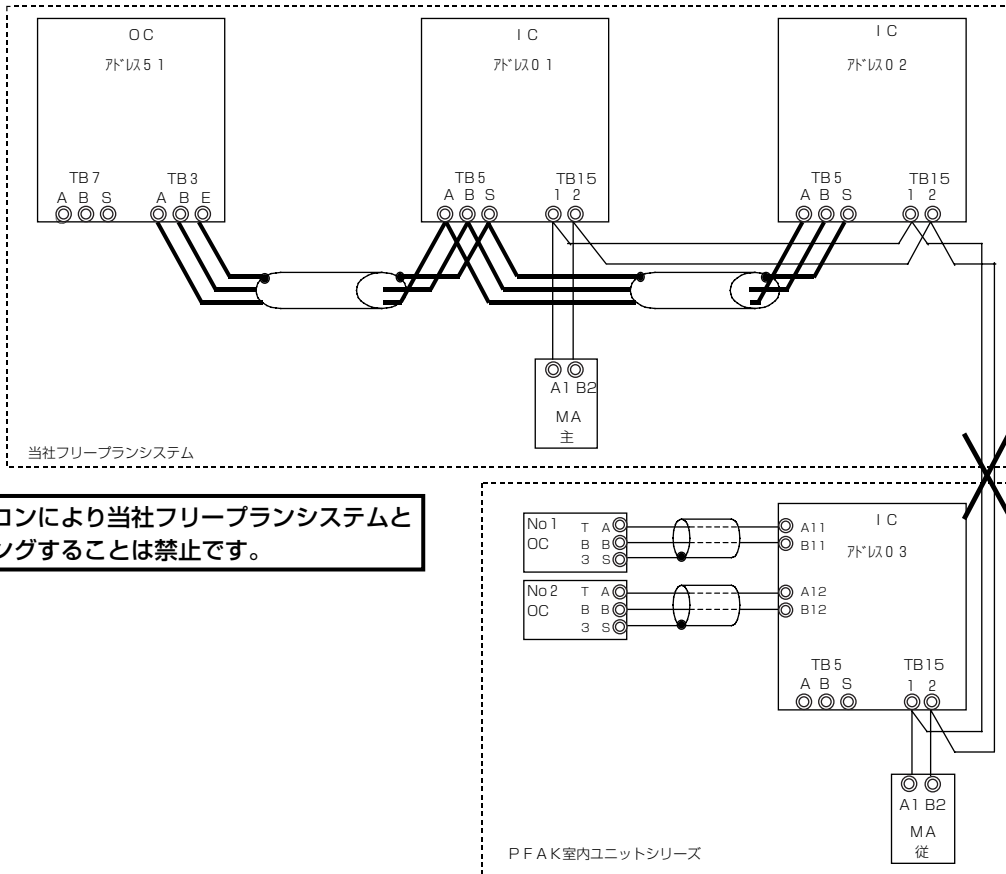 OC
アドレス51
TB7
TB3
A B S
A B E
IC
アドレス01
TB5
TB15
A B S
1 2
IC
アドレス02
TB5
TB15
A B S
1 2
A1 B2
MA
主
当社フリープランシステム
コンにより当社フリープランシステムと
ングすることは禁止です。
No1
OC
T A
B B
3 S
No2
OC
T A
B B
3 S
A11
B11
A12
B12
IC
アドレス03
TB5
TB15
A B S
1 2
A1 B2
MA
従
PFAK室内ユニットシリーズ